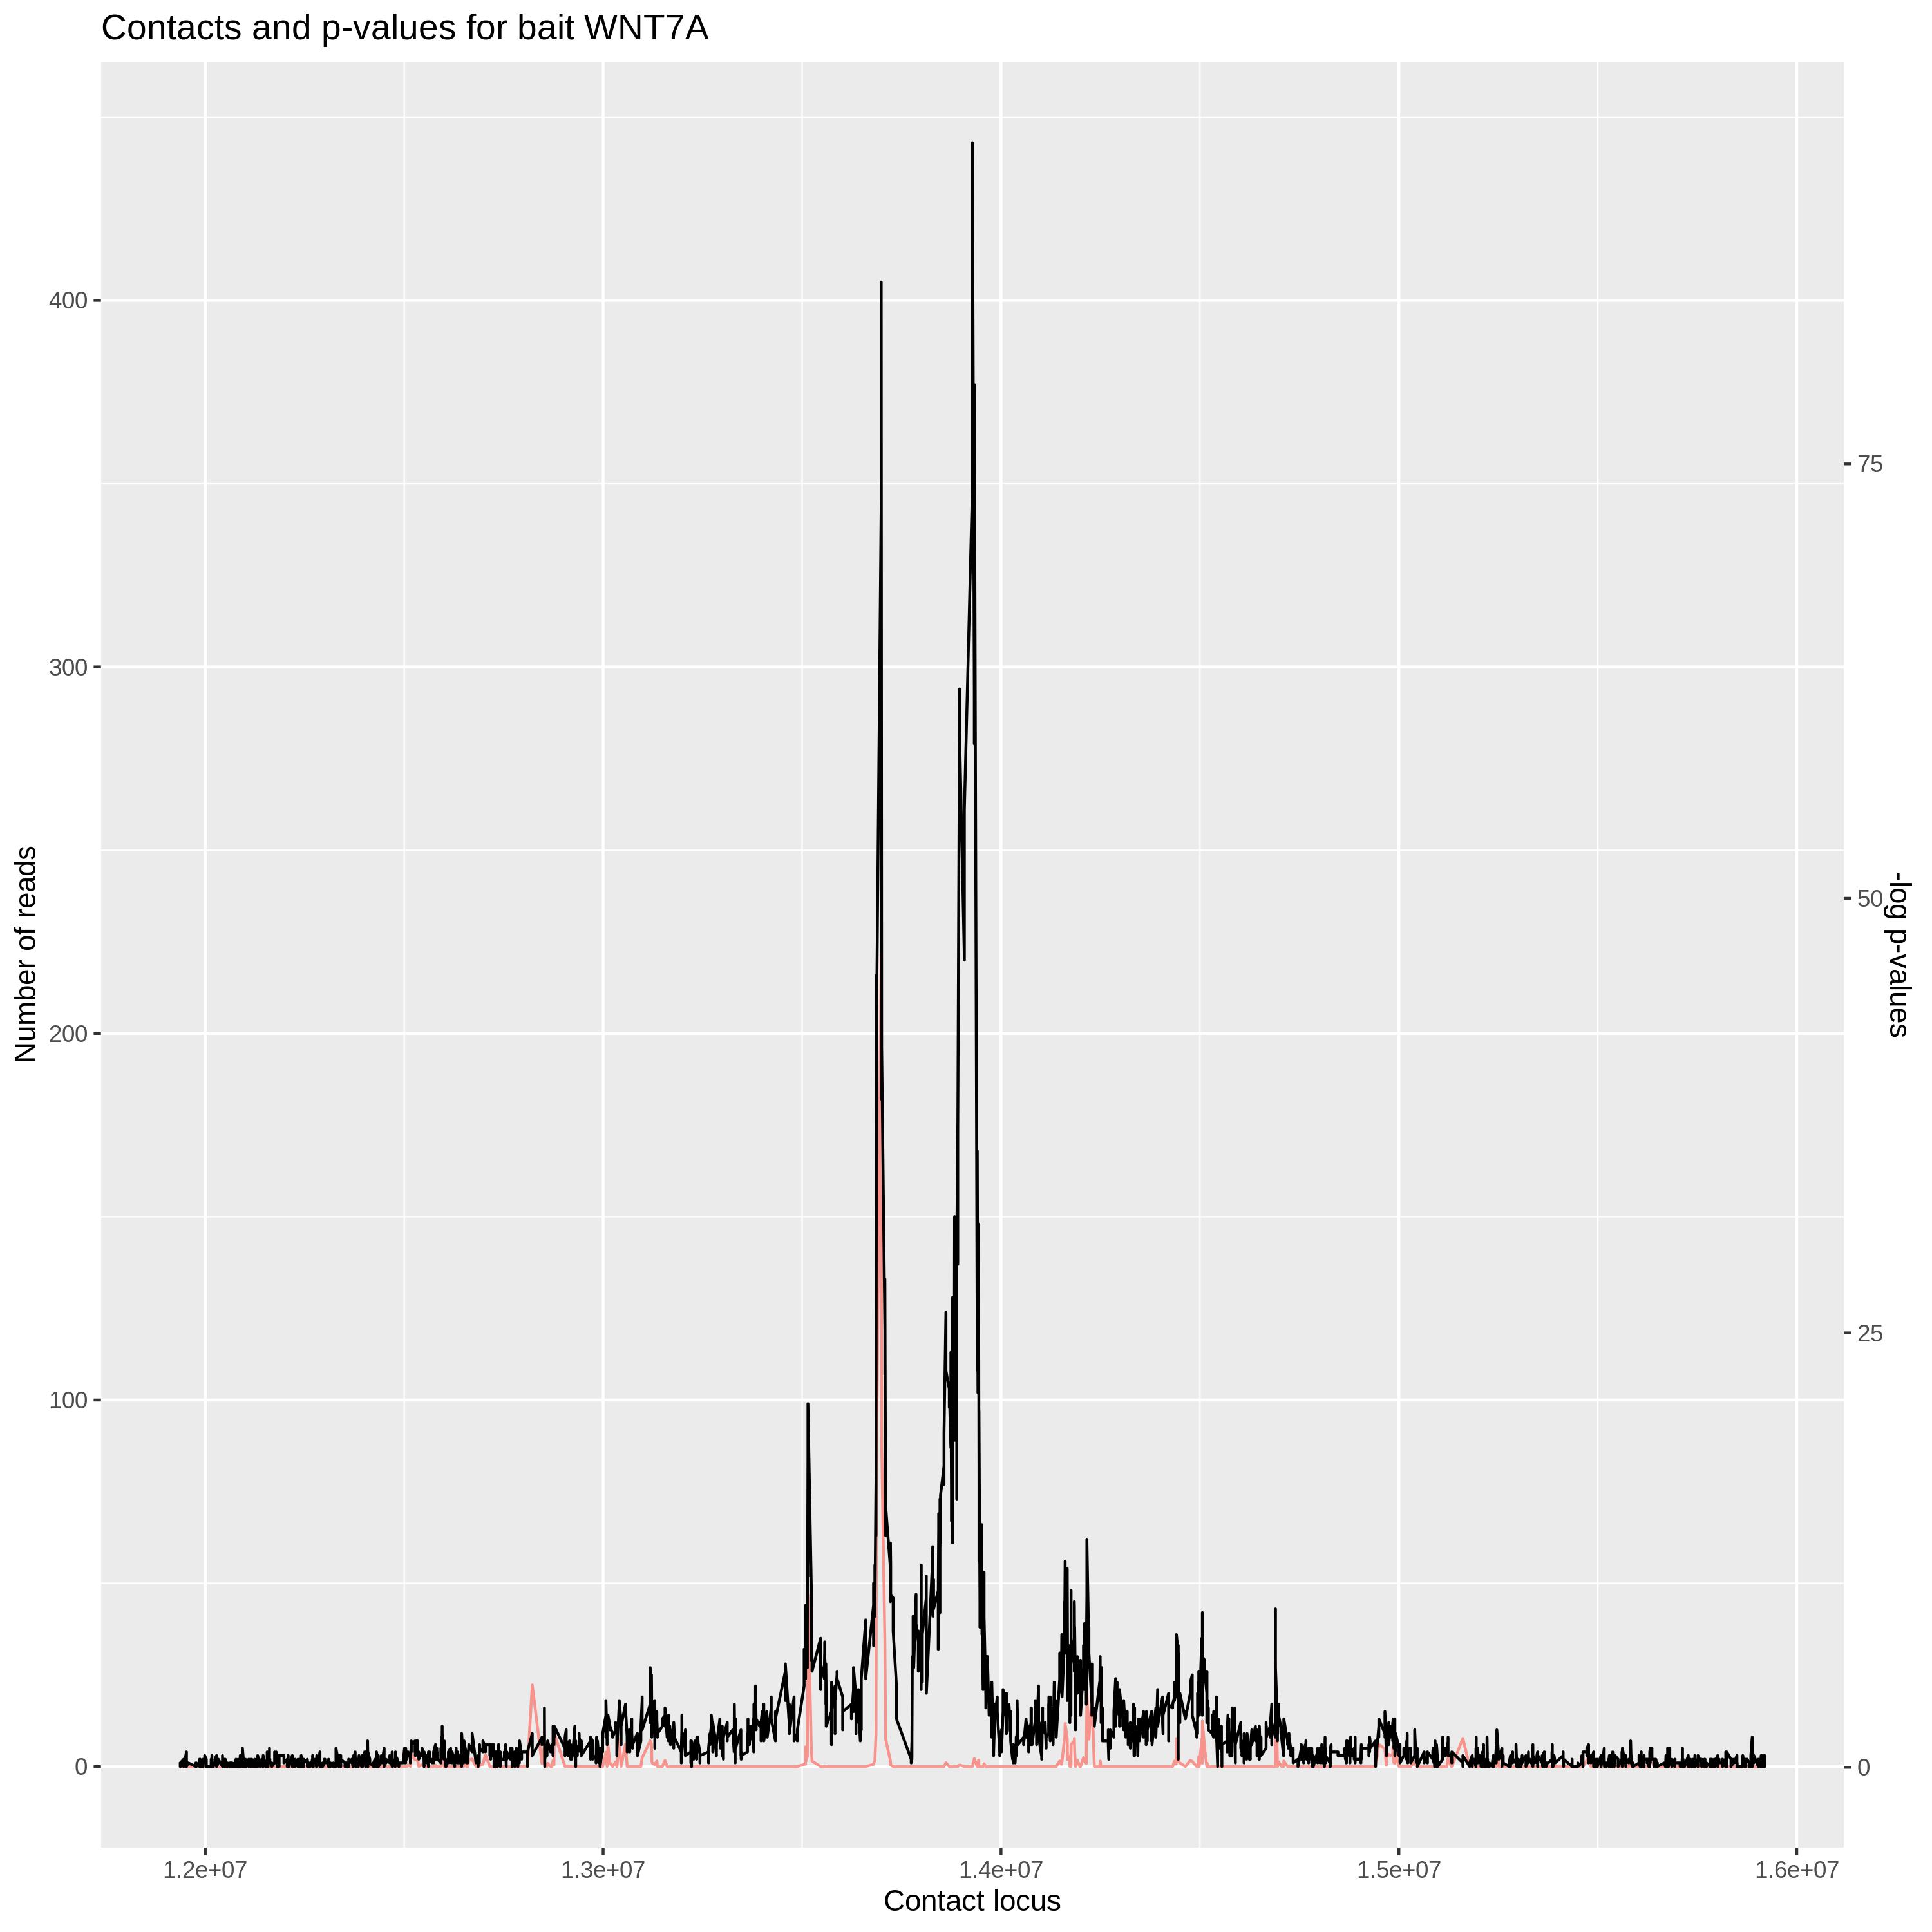 Contacts and p-values for bait WNT7A
400
300
200
100
0
Number of reads
75
50
25
0
-log p-values
1.2e+07
1.3e+07
1.4e+07
1.5e+07
1.6e+07
Contact locus